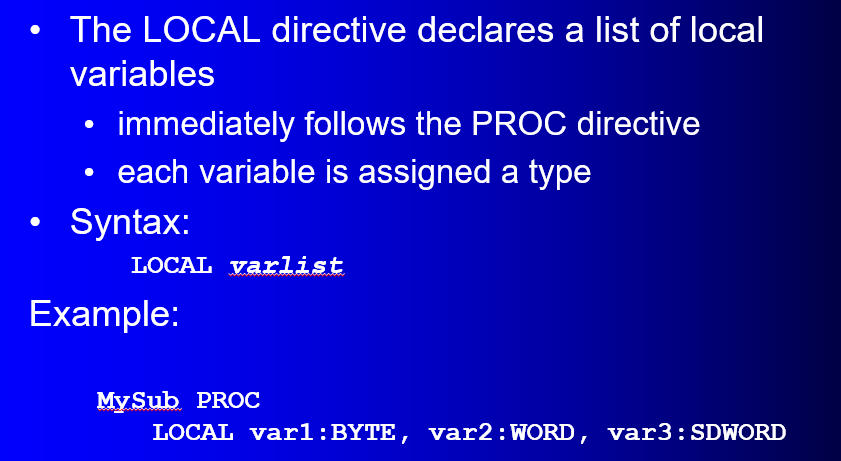 • The LOCAL directive declares a list of local
variables
• immediately follows the PROC directive
• each variable is assigned a type
• Syntax:
LOCAL varlist
Example:
MySub PROC
LOCAL var1:BYTE, var2:WORD, var3:SDWORD